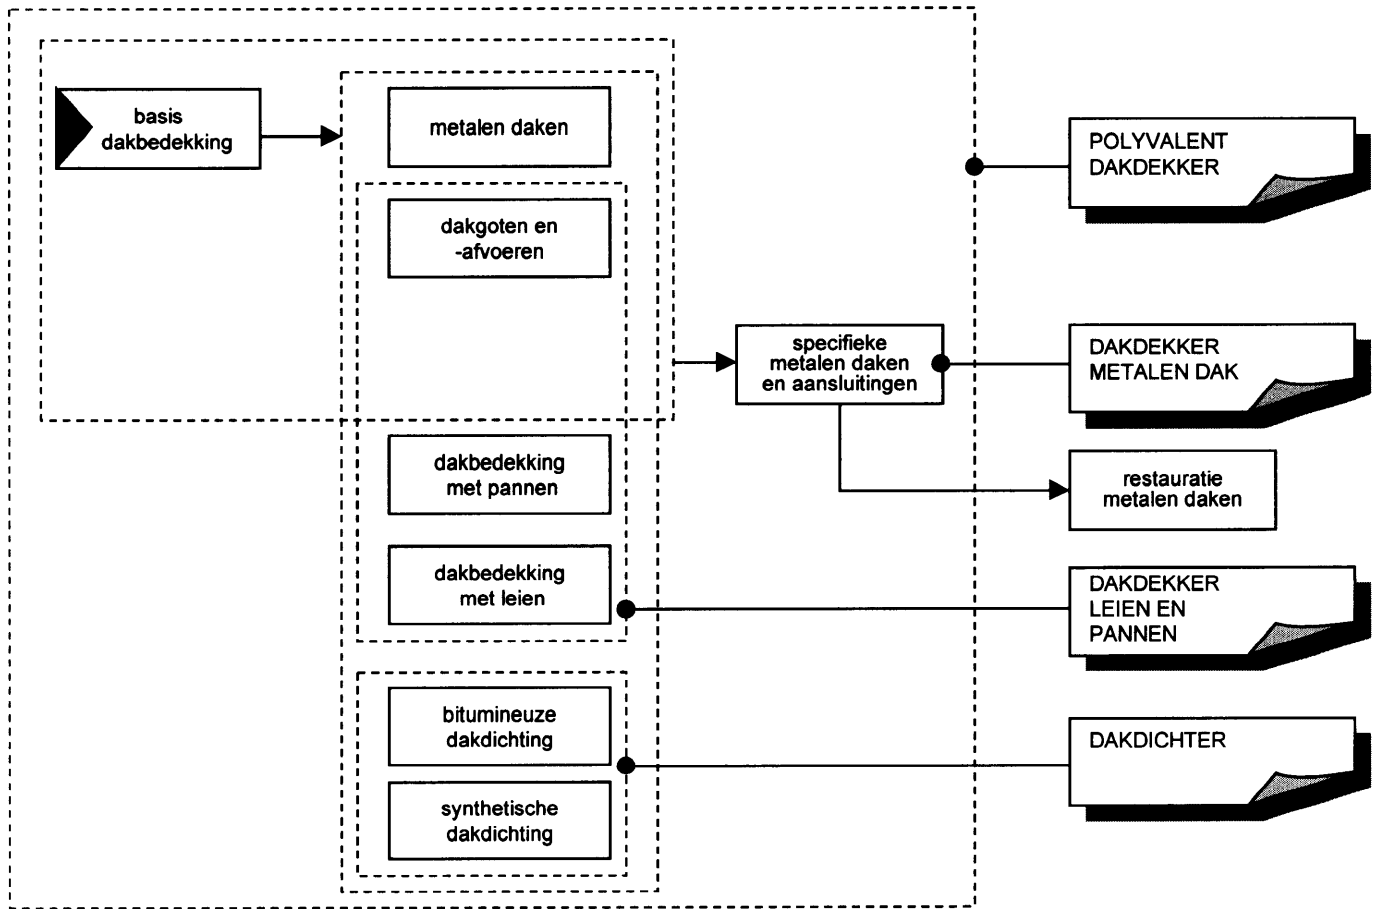 basis
dakbedekking
metalen daken
dakgoten en
-afvoeren
dakbedekking
met pannen
dakbedekking
met leien
bitumineuze
dakdichting
synthetische
dakdichting
specifieke
metalen daken
en aansluitingen
POLYVALENT
DAKDEKKER
DAKDEKKER
METALEN DAK
restauratie
metalen daken
DAKDEKKER
LEIEN EN
PANNEN
DAKDICHTER